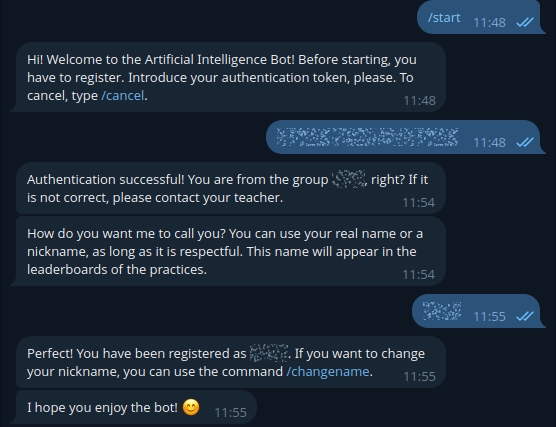 /start 11:48
Hi! Welcome to the Artificial Intelligence Bot! Before starting, you
have to register. Introduce your authentication token, please. To
cancel, type /cancel.
11:48
11:48
Authentication successful! You are from the group , right? If it
is not correct, please contact your teacher.
11:54
How do you want me to call you? You can use your real name or a
nickname, as long as it is respectful. This name will appear in the
leaderboards of the practices.
11:54
11:55
Perfect! You have been registered as . If you want to change
your nickname, you can use the command /changename.
11:55
I hope you enjoy the bot! 😊 11:55